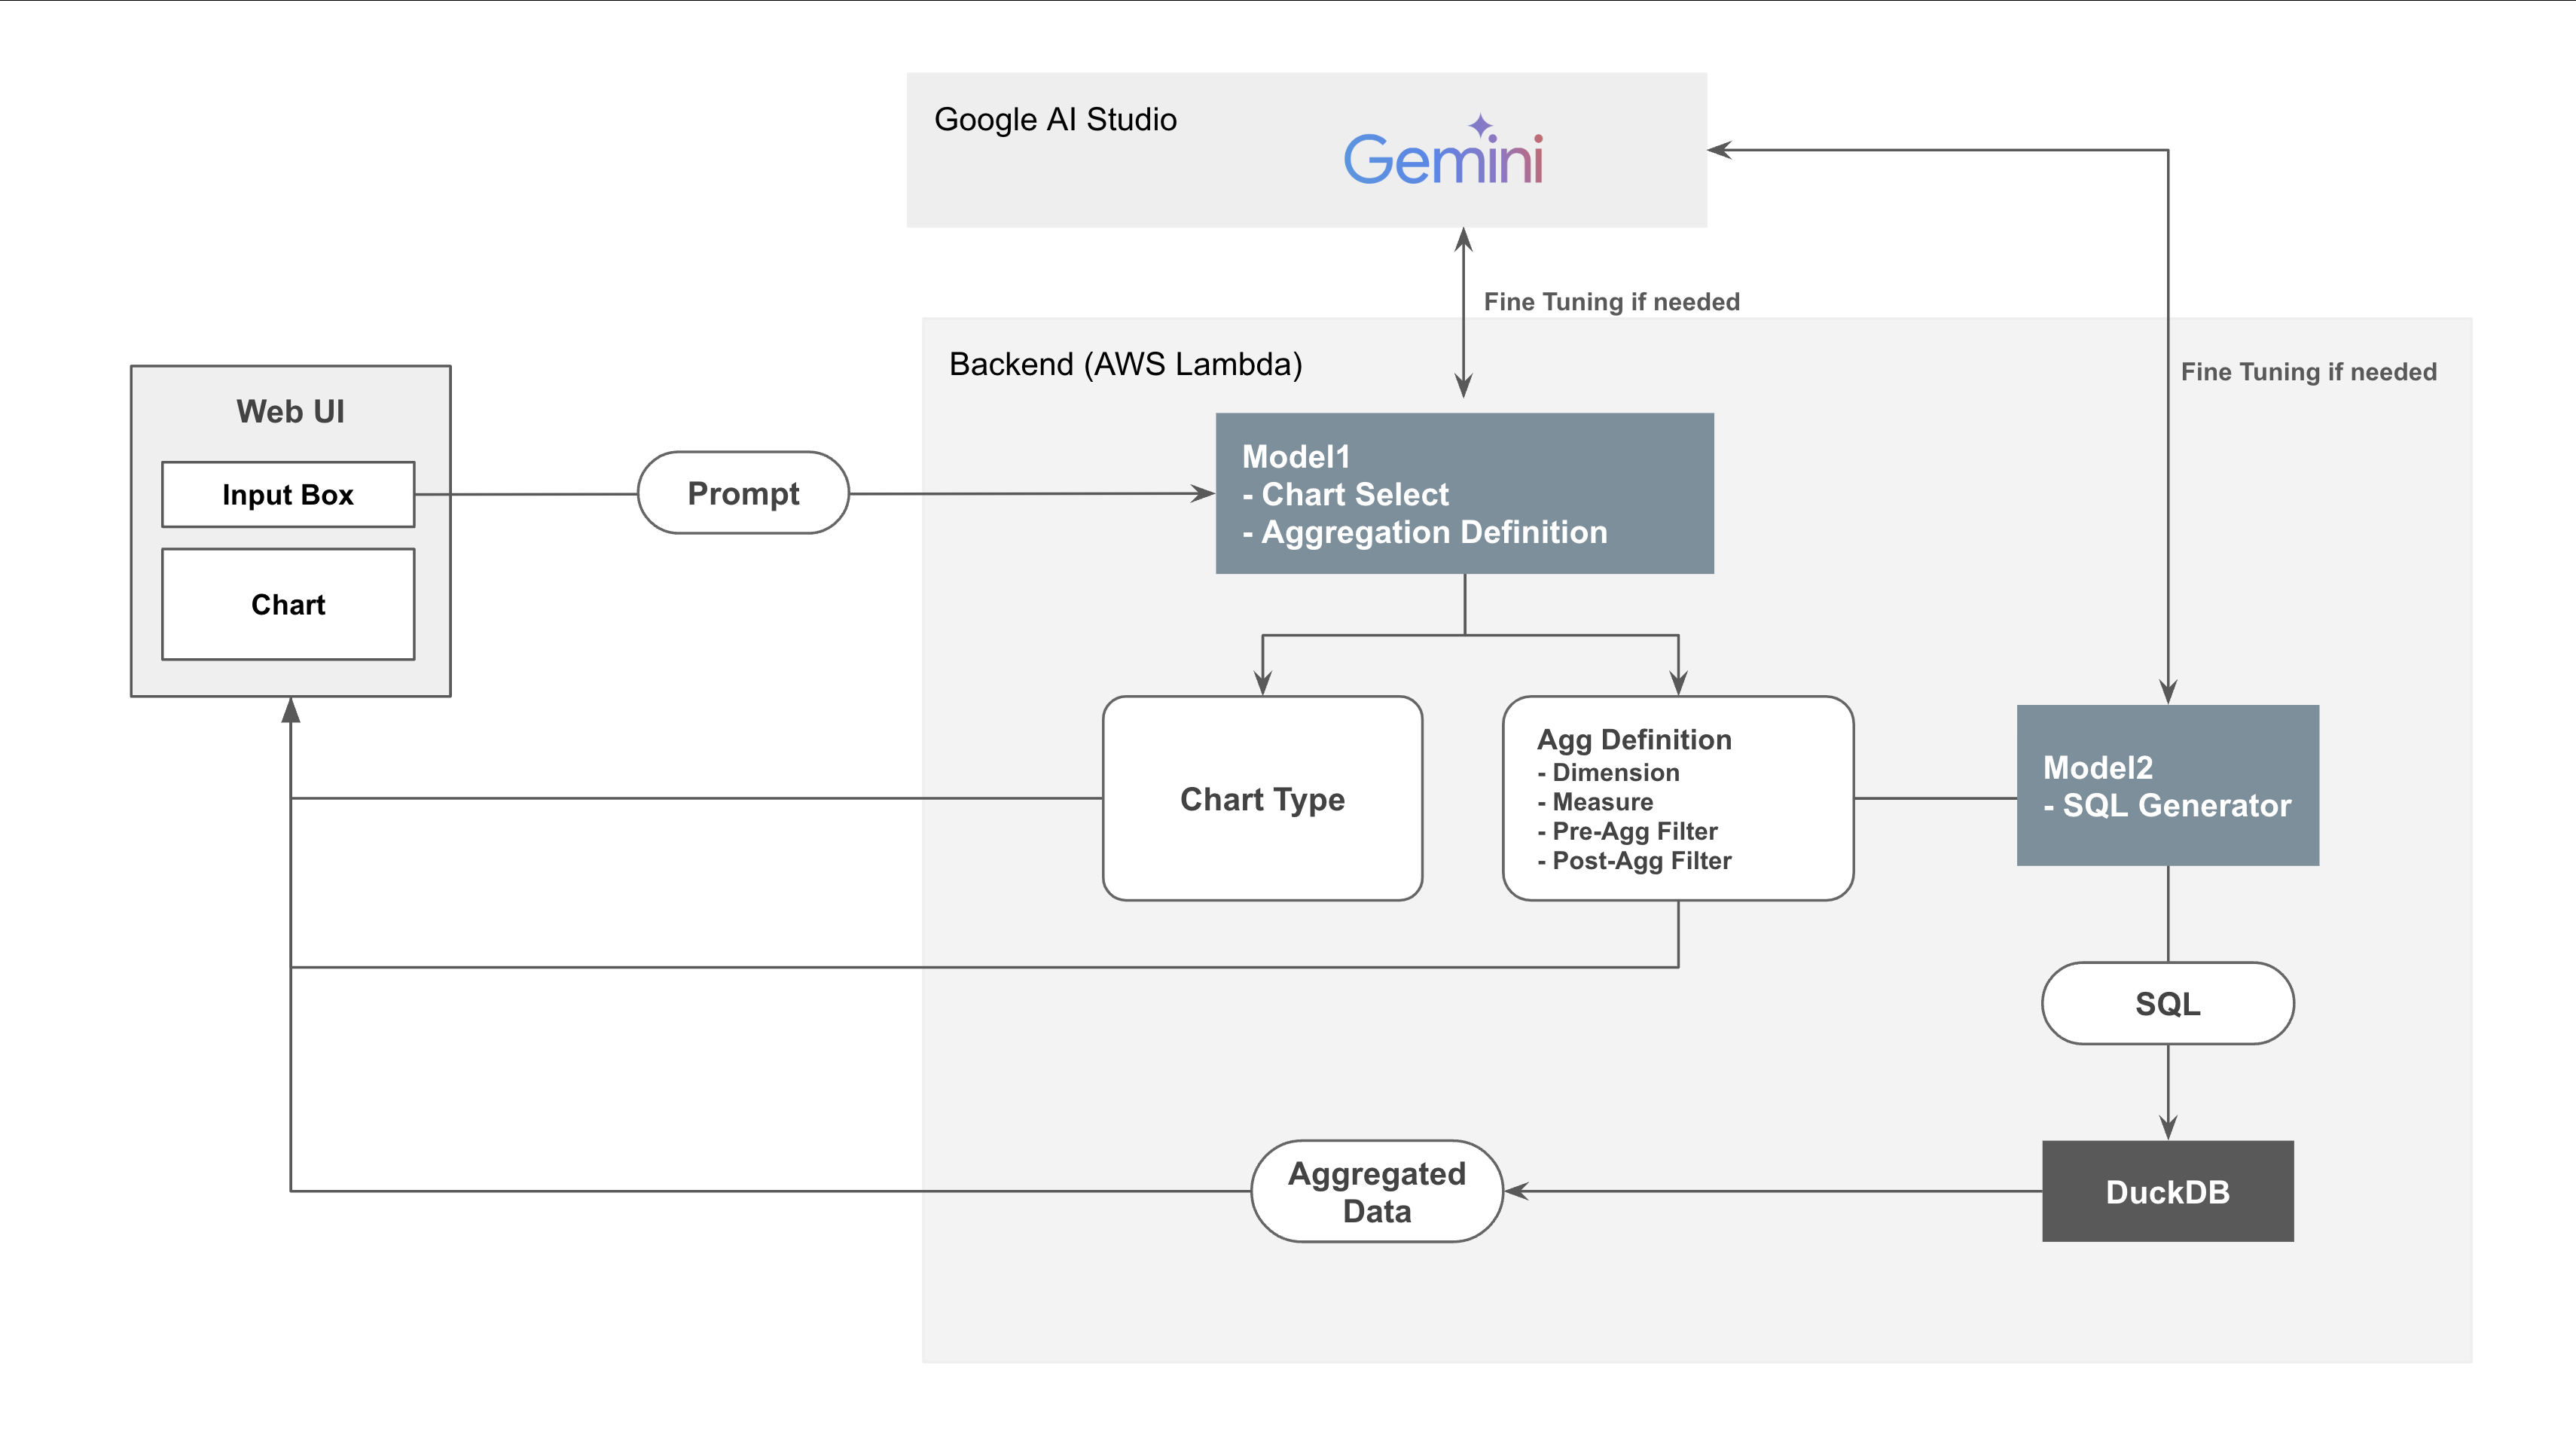 Google AI Studio
Gemini
Fine Tuning if needed
Backend (AWS Lambda)
Fine Tuning if needed
Web UI
Input Box
Chart
Prompt
Model1
- Chart Select
- Aggregation Definition
Chart Type
Agg Definition
- Dimension
- Measure
- Pre-Agg Filter
- Post-Agg Filter
Model2
- SQL Generator
SQL
Aggregated
Data
DuckDB